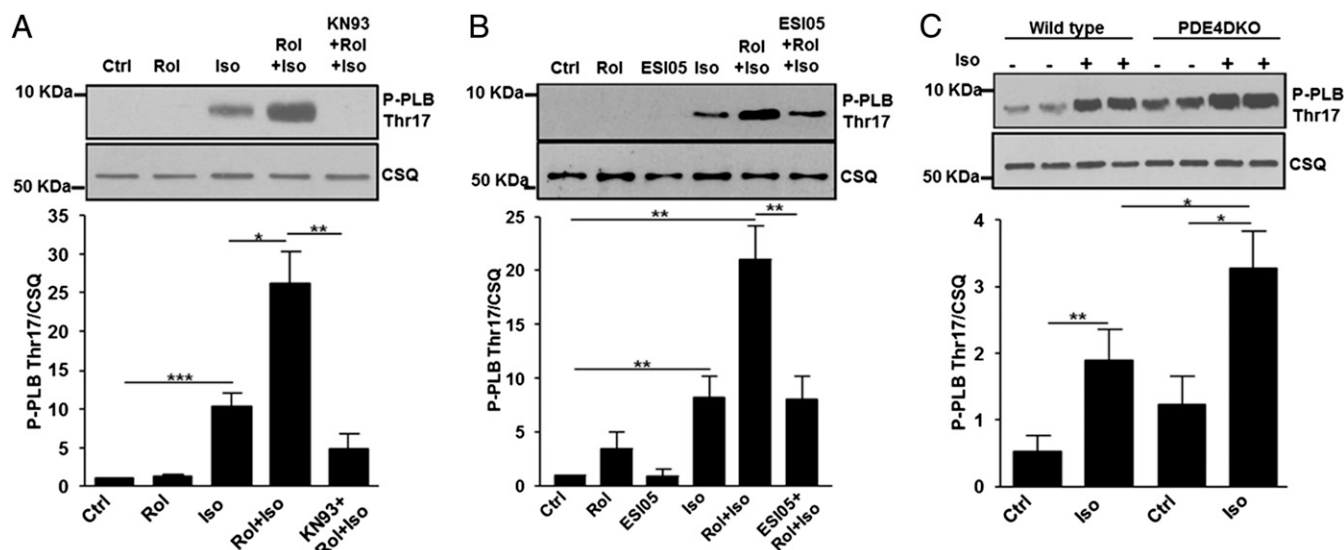 A
KN93
Rol +Rol
Ctrl Rol Iso +Iso +Iso
10 KDa
P-PLB
Thr17
CSQ
50 KDa
35
30
25
20
15
10
5
0
P-PLB Thr17/CSQ
***
*
**
Ctrl
Rol
Iso
Rol+Iso
KN93+
Rol+Iso
B
ESI05
Rol +Rol
Ctrl Rol ESI05 Iso +Iso +Iso
10 KDa
P-PLB
Thr17
CSQ
50 KDa
25
20
15
10
5
0
P-PLB Thr17/CSQ
**
**
**
Ctrl
Rol
ESI05
Iso
Rol+Iso
ESI05+
Rol+Iso
C
Wild type PDE4DKO
Iso - - + + - - + +
10 KDa
P-PLB
Thr17
CSQ
50 KDa
4
3
2
1
0
P-PLB Thr17/CSQ
*
*
**
Ctrl
Iso
Ctrl
Iso